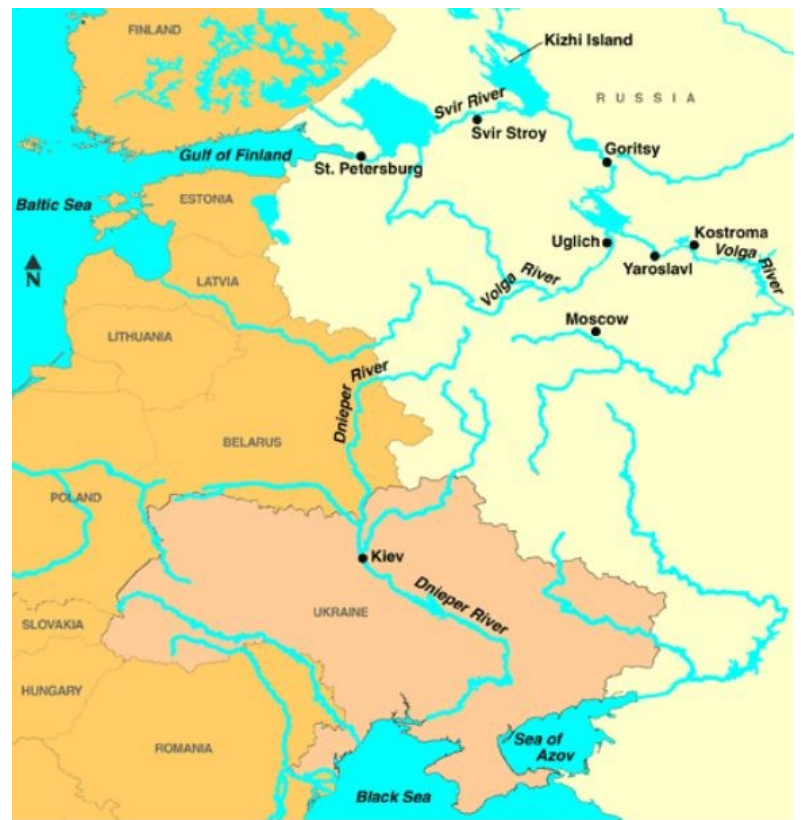 FINLAND
Kizhi Island
RUSSIA
Svir River
Svir Stroy
Gulf of Finland
St. Petersburg
Goritsy
Baltic Sea
ESTONIA
N
Uglich
Kostroma
Yaroslavl
Volga River
Volga River
LATVIA
Moscow
LITHUANIA
Dnieper River
BELARUS
POLAND
Kiev
Dnieper River
UKRAINE
SLOVAKIA
HUNGARY
ROMANIA
Sea of
Azov
Black Sea